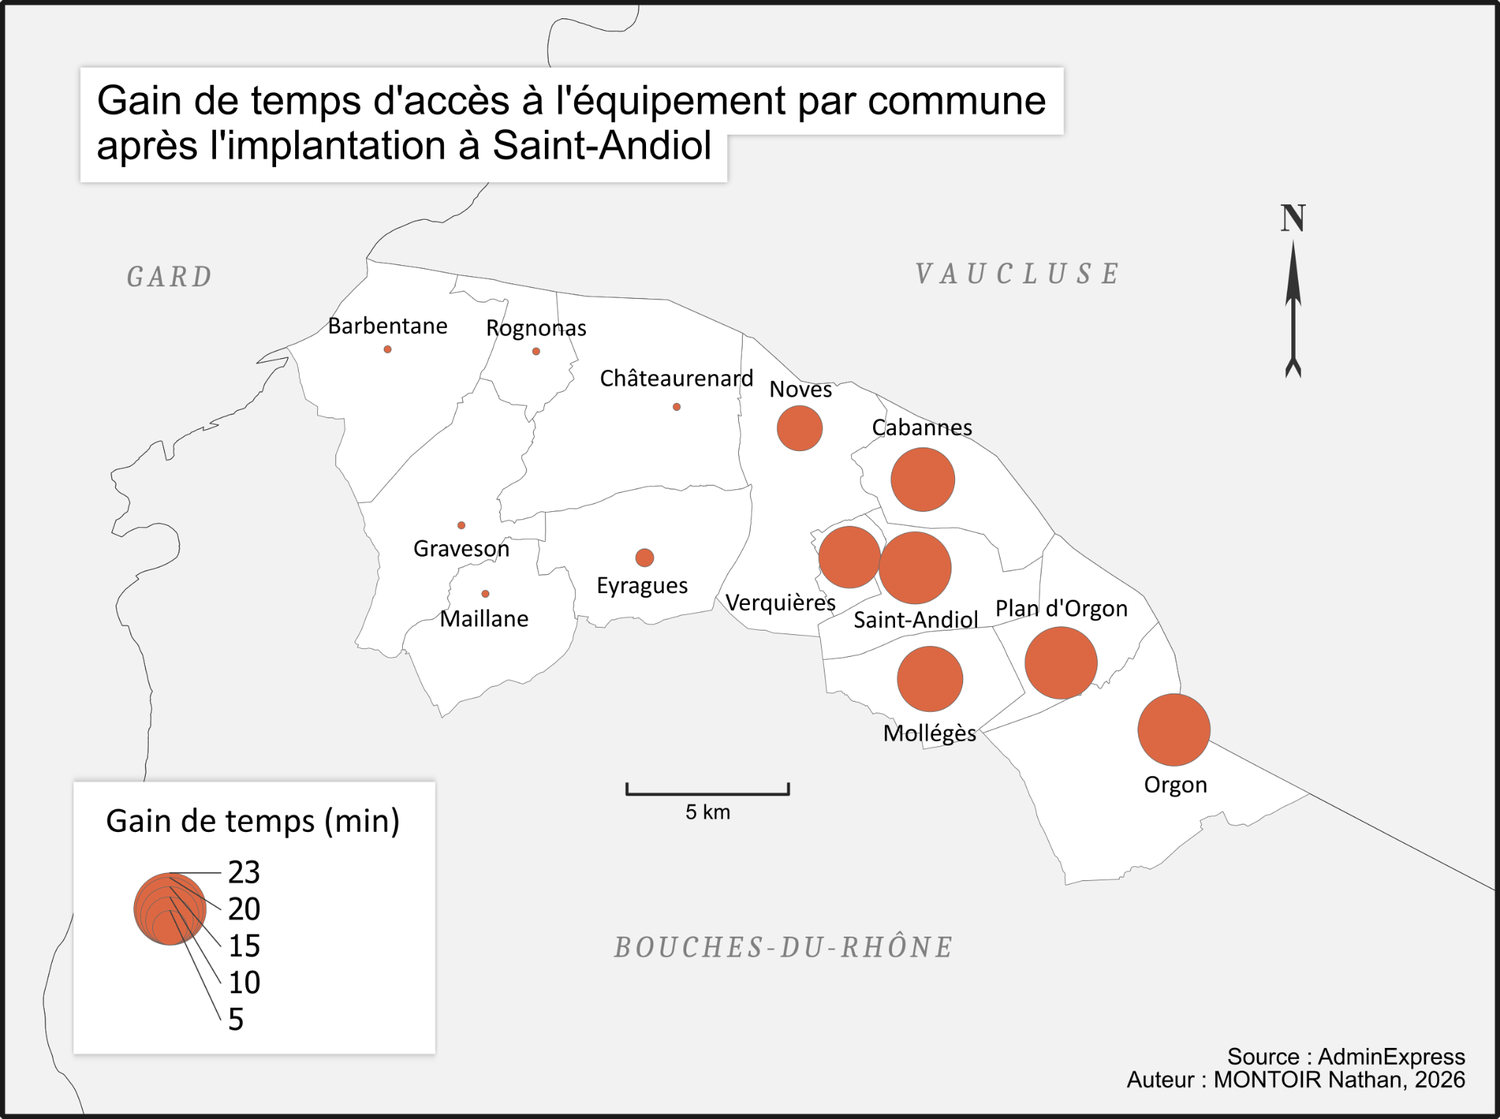 Gain de temps d'accès à l'équipement par commune
après l'implantation à Saint-Andiol
N
GARD
VAUCLUSE
Barbentane
Rognonas
Châteaurenard
Noves
Cabannes
Graveson
Eyragues
Maillane
Verquières
Saint-Andiol
Plan d'Orgon
Mollégès
Orgon
5 km
Gain de temps (min)
23
20
15
10
5
BOUCHES-DU-RHÔNE
Source : AdminExpress
Auteur : MONTOIR Nathan, 2026